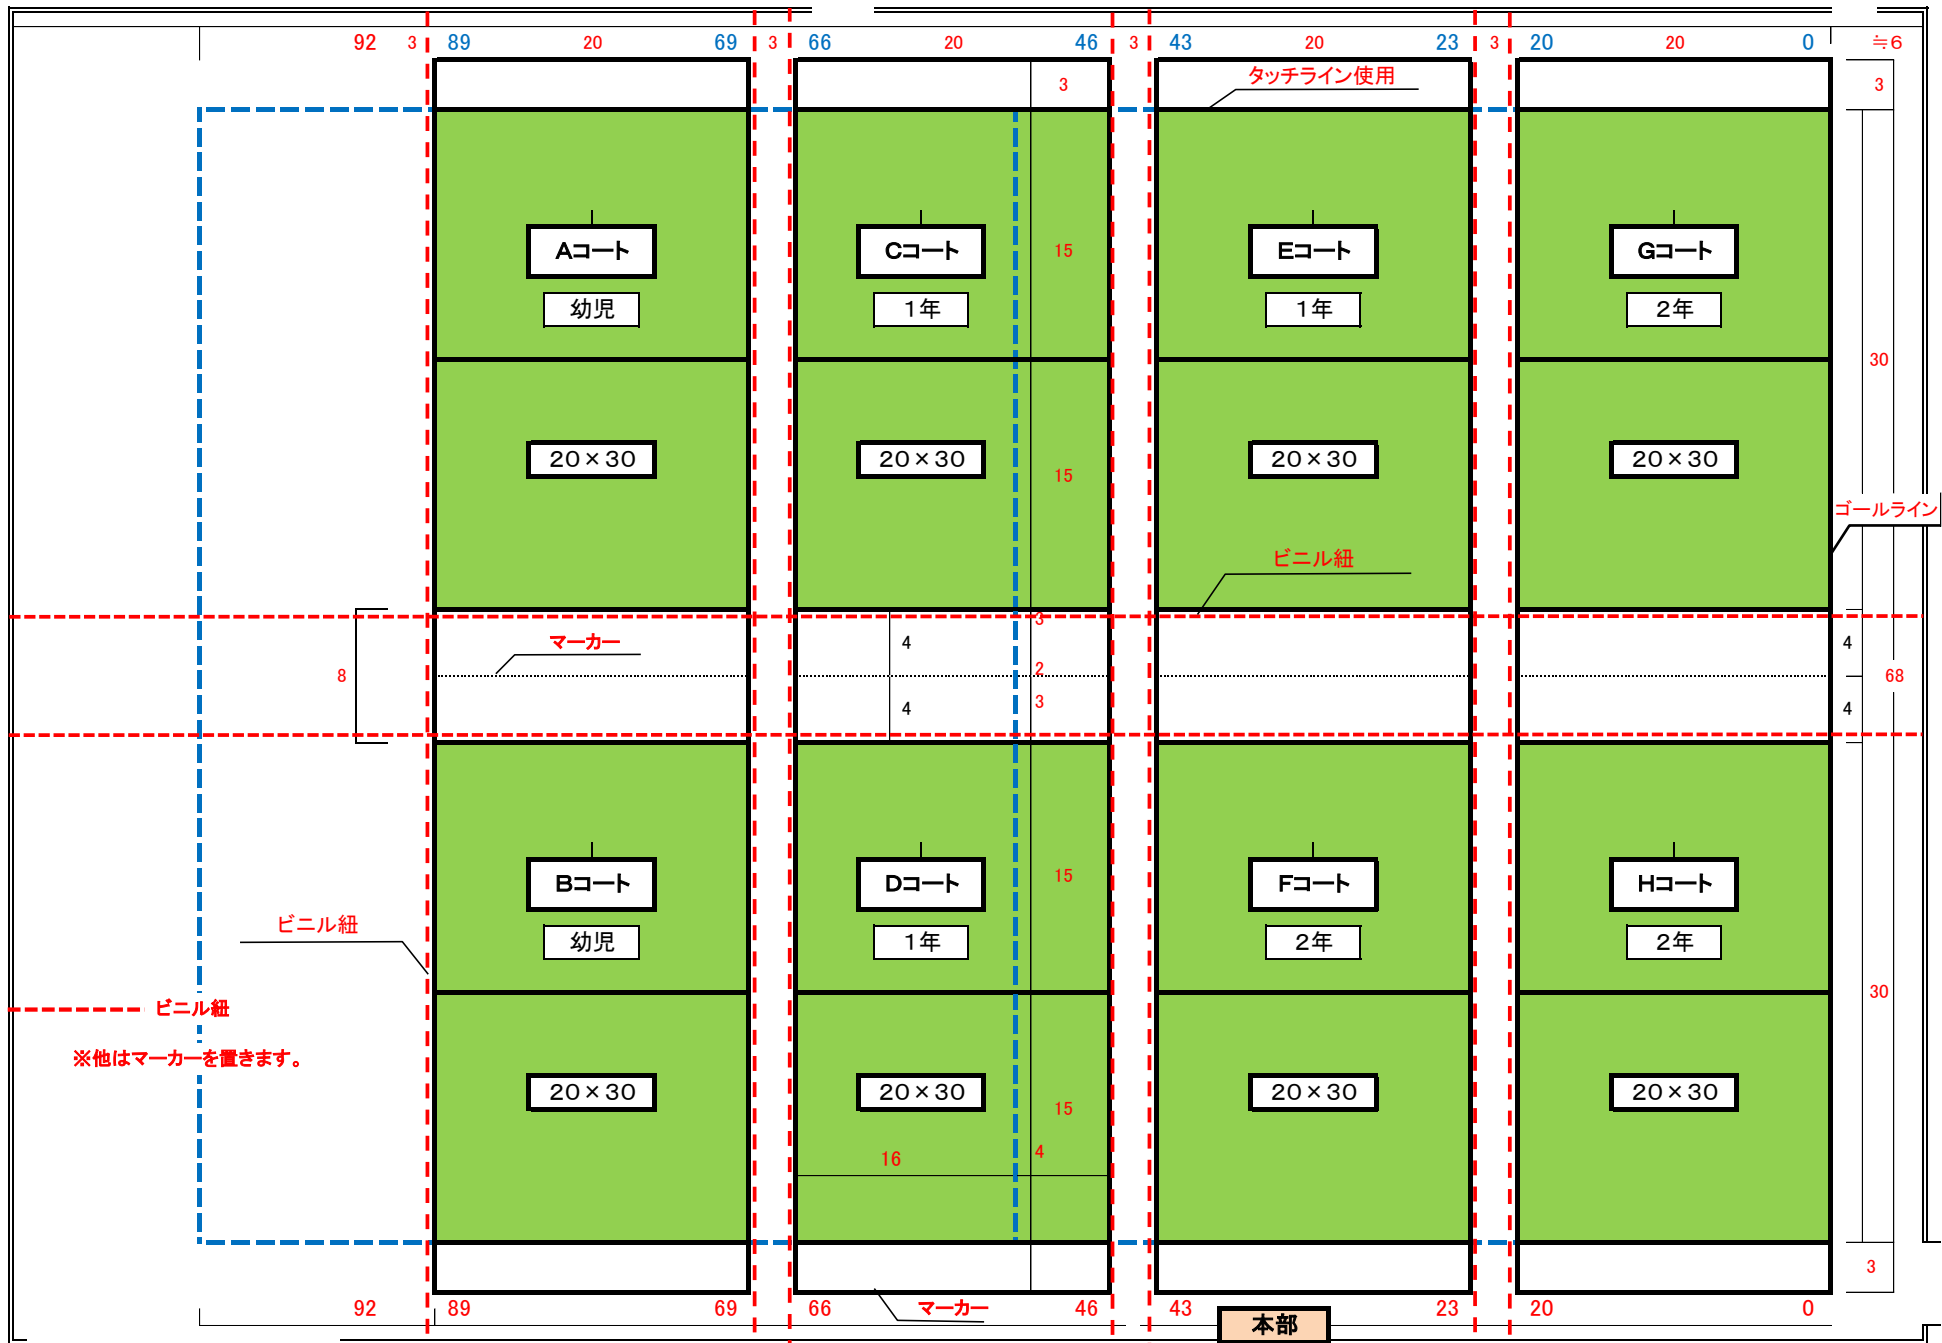 92 3 89 20 69 3 66 20 46 3 43 20 23 3 20 20 0 ≒6
タッチライン使用
3 3
Aコート Cコート 15 Eコート Gコート
幼児 1年 1年 2年
30
20×30 20×30 15 20×30 20×30
ゴールライン
ビニル紐
3
マーカー 4 4
8 2 68
4 3 4
Bコート Dコート 15 Fコート Hコート
ビニル紐
幼児 1年 2年 2年
30
ビニル紐
※他はマーカーを置きます。
20×30 20×30 15 20×30 20×30
16 4
3
92 89 69 66 マーカー 46 43 23 20 0
本部